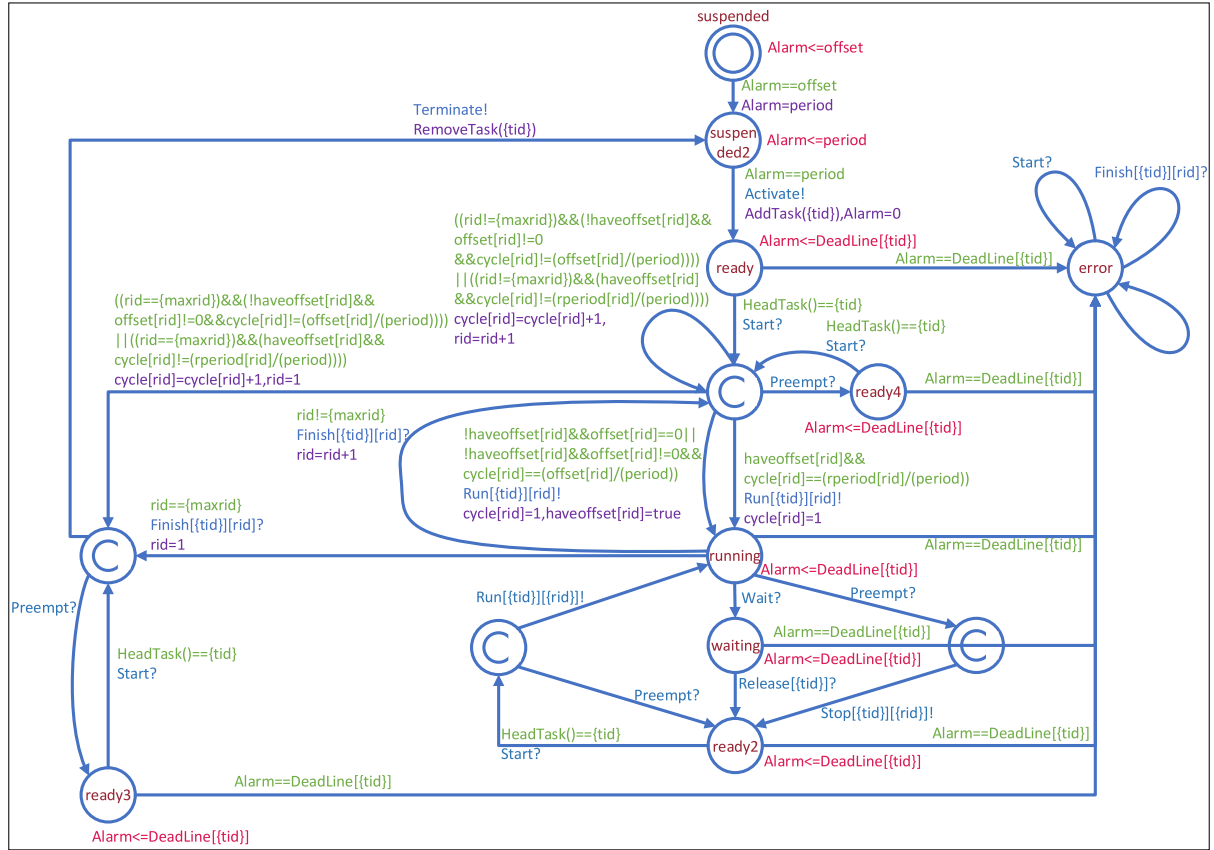 suspended
Alarm<=offset
Alarm==offset
Alarm=period
Terminate!
RemoveTask({tid})
suspen
ded2
Alarm<=period
Alarm==period
Activate!
AddTask({tid}),Alarm=0
Start?
Finish[{tid}][rid]?
((rid!={maxrid})&&(!haveoffset[rid]&&
offset[rid]!=0
&&cycle[rid]!=(offset[rid]/(period))))
||((rid!={maxrid})&&(haveoffset[rid]
&&cycle[rid]!=(rperiod[rid]/(period))))
cycle[rid]=cycle[rid]+1,
rid=rid+1
Alarm<=DeadLine[{tid}]
ready
Alarm==DeadLine[{tid}]
error
((rid=={maxrid})&&(!haveoffset[rid]&&
offset[rid]!=0&&cycle[rid]!=(offset[rid]/(period))))
||((rid=={maxrid})&&(haveoffset[rid]&&
cycle[rid]!=(rperiod[rid]/(period))))
cycle[rid]=cycle[rid]+1,rid=1
HeadTask()=={tid}
Start?
HeadTask()=={tid}
Start?
C
Preempt?
ready4
Alarm==DeadLine[{tid}]
Alarm<=DeadLine[{tid}]
rid!={maxrid}
Finish[{tid}][rid]?
rid=rid+1
!haveoffset[rid]&&offset[rid]==0||
!haveoffset[rid]&&offset[rid]!=0&&
cycle[rid]==(offset[rid]/(period))
Run[{tid}][rid]!
cycle[rid]=1,haveoffset[rid]=true
haveoffset[rid]&&
cycle[rid]==(rperiod[rid]/(period))
Run[{tid}][rid]!
cycle[rid]=1
rid=={maxrid}
Finish[{tid}][rid]?
rid=1
C
running
Alarm==DeadLine[{tid}]
Alarm<=DeadLine[{tid}]
Preempt?
Run[{tid}][{rid}]!
Wait?
Preempt?
C
waiting
Alarm==DeadLine[{tid}]
Alarm<=DeadLine[{tid}]
C
HeadTask()=={tid}
Start?
Preempt?
Release[{tid}]?
Stop[{tid}][{rid}]!
HeadTask()=={tid}
Start?
ready2
Alarm==DeadLine[{tid}]
Alarm<=DeadLine[{tid}]
ready3
Alarm==DeadLine[{tid}]
Alarm<=DeadLine[{tid}]